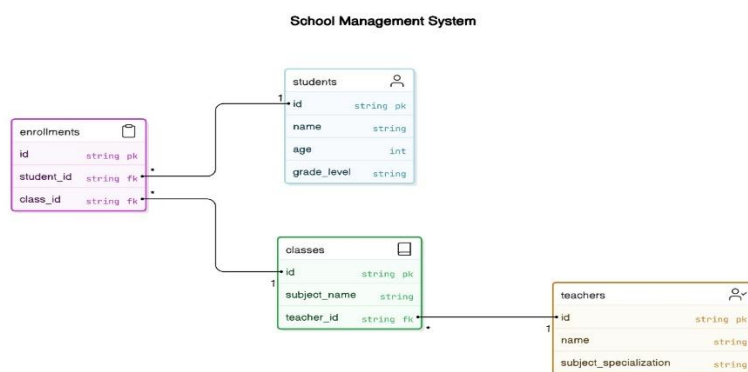 School Management System
students
id string pk
name string
age int
grade_level string
enrollments
id string pk
student_id string fk
class_id string fk
classes
id string pk
subject_name string
teacher_id string fk
teachers
id string pk
name string
subject_specialization string
1
*
*
1
*
1